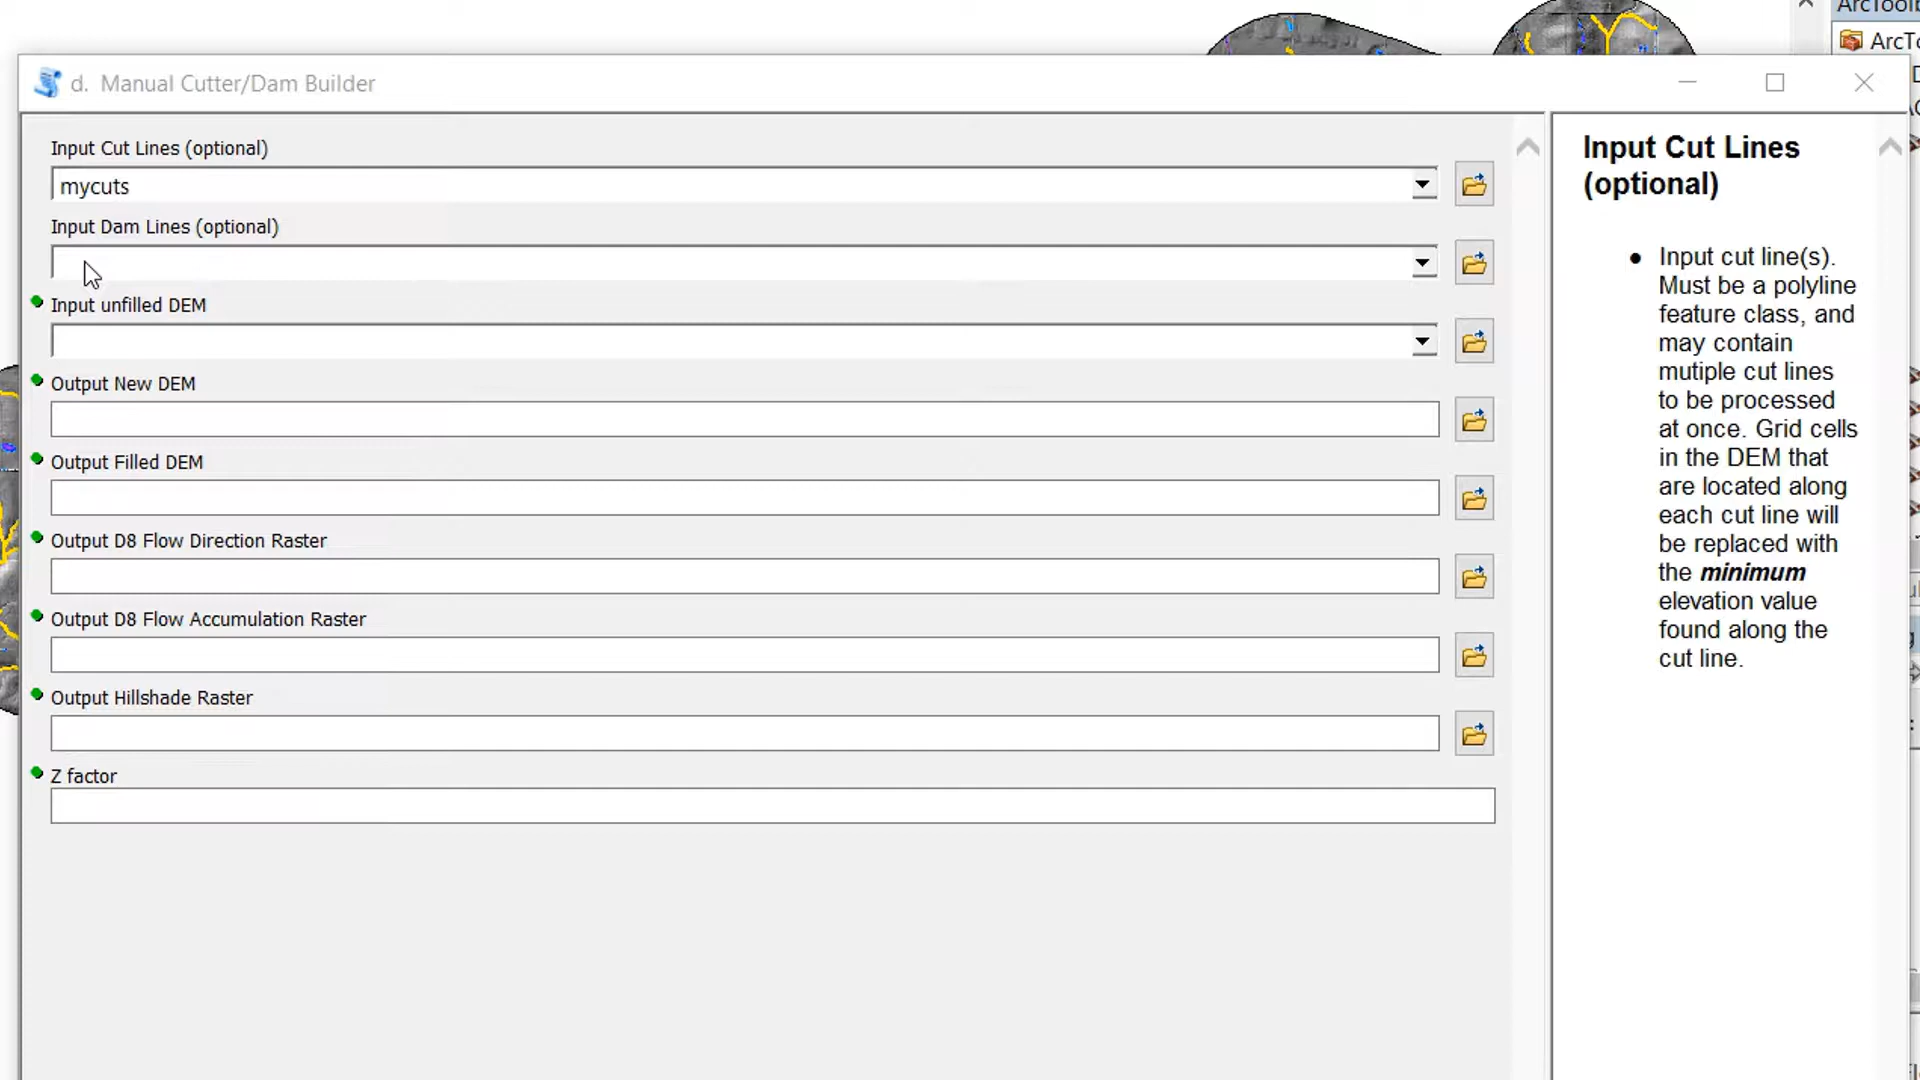 ArcToolb
ArcTo
d. Manual Cutter/Dam Builder
Input Cut Lines (optional)
mycuts
Input Dam Lines (optional)
Input unfilled DEM
Output New DEM
Output Filled DEM
Output D8 Flow Direction Raster
Output D8 Flow Accumulation Raster
Output Hillshade Raster
Z factor
Input Cut Lines
(optional)
● Input cut line(s).
Must be a polyline
feature class, and
may contain
mutiple cut lines
to be processed
at once. Grid cells
in the DEM that
are located along
each cut line will
be replaced with
the minimum
elevation value
found along the
cut line.